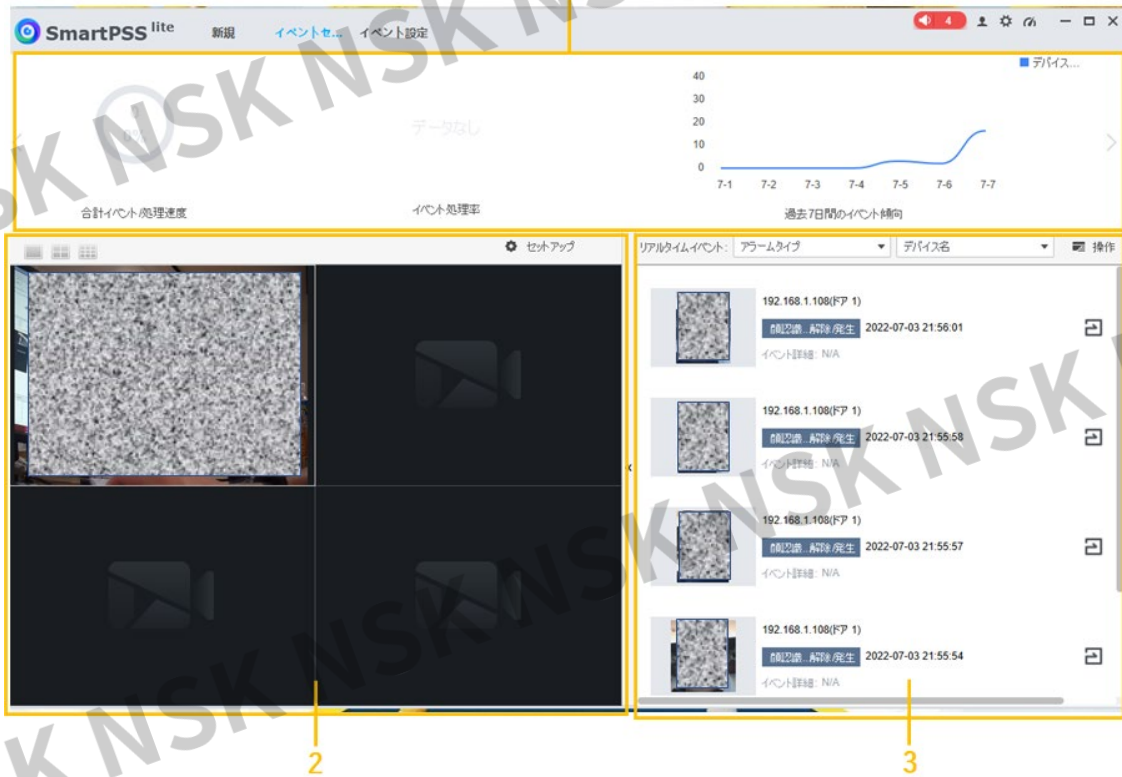 SmartPSS lite 新規 イベントセ... イベント設定 4
デバイス...
40
30
20
10
0
7-1 7-2 7-3 7-4 7-5 7-6 7-7
0
0%
データなし
合計イベント/処理速度 イベント処理率 過去7日間のイベント傾向
セットアップ
リアルタイムイベント: アラームタイプ デバイス名 操作
192.168.1.108(ドア 1)
顔認識...解除/発生 2022-07-03 21:56:01
イベント詳細: N/A
192.168.1.108(ドア 1)
顔認識...解除/発生 2022-07-03 21:55:58
イベント詳細: N/A
192.168.1.108(ドア 1)
顔認識...解除/発生 2022-07-03 21:55:57
イベント詳細: N/A
192.168.1.108(ドア 1)
顔認識...解除/発生 2022-07-03 21:55:54
イベント詳細: N/A
2 3
NSK NSK NSK NSK NSK NSK